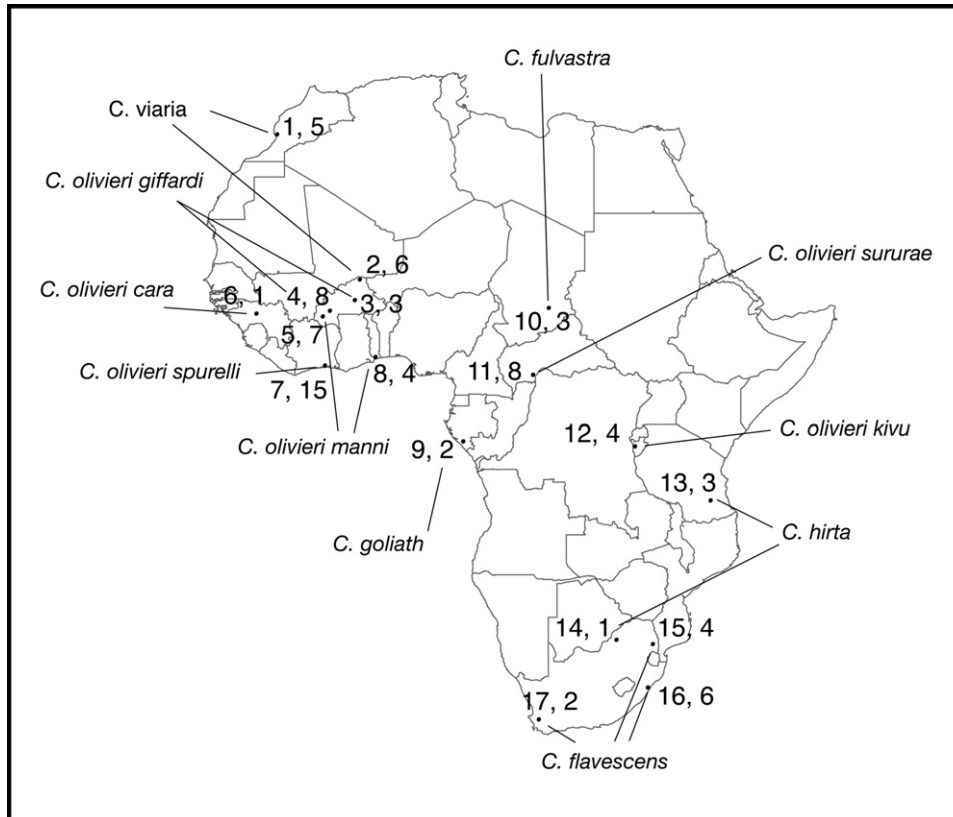 C. fulvastra
C. viaria
1, 5
C. olivieri giffardi
C. olivieri sururae
2, 6
C. olivieri cara
6, 1
4, 8
3, 3
10, 3
5, 7
C. olivieri spurelli
8, 4
11, 8
7, 15
C. olivieri manni
9, 2
12, 4
C. olivieri kivu
13, 3
C. goliath
C. hirta
14, 1
15, 4
17, 2
16, 6
C. flavescens